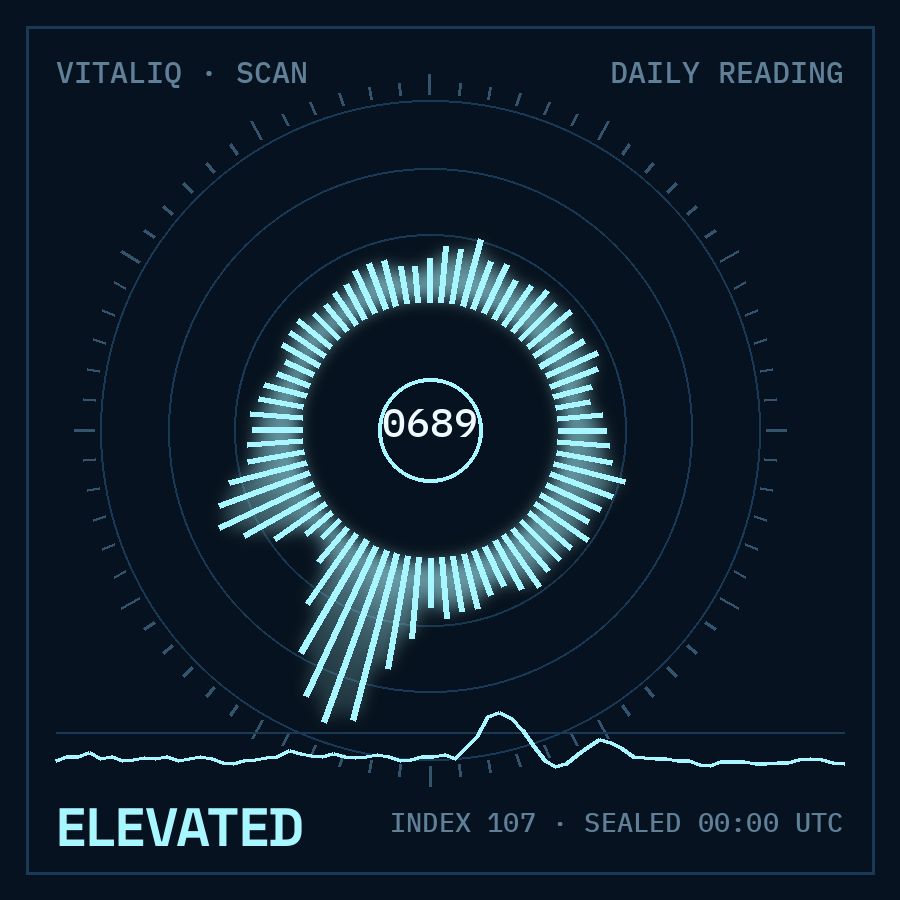 VITALIQ · SCAN
DAILY READING
0689
ELEVATED
INDEX 107 · SEALED 00:00 UTC